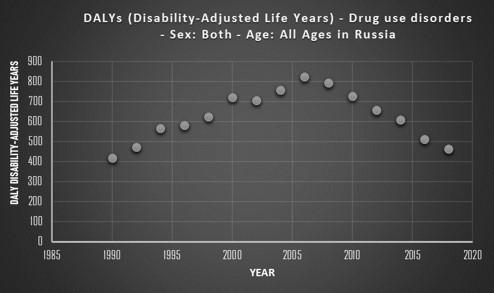 DALYs (Disability-Adjusted Life Years) - Drug use disorders
- Sex: Both - Age: All Ages in Russia
DALY DISABILITY-ADJUSTED LIFE YEARS
900
800
700
600
500
400
300
200
100
0
1985 1990 1995 2000 2005 2010 2015 2020
YEAR